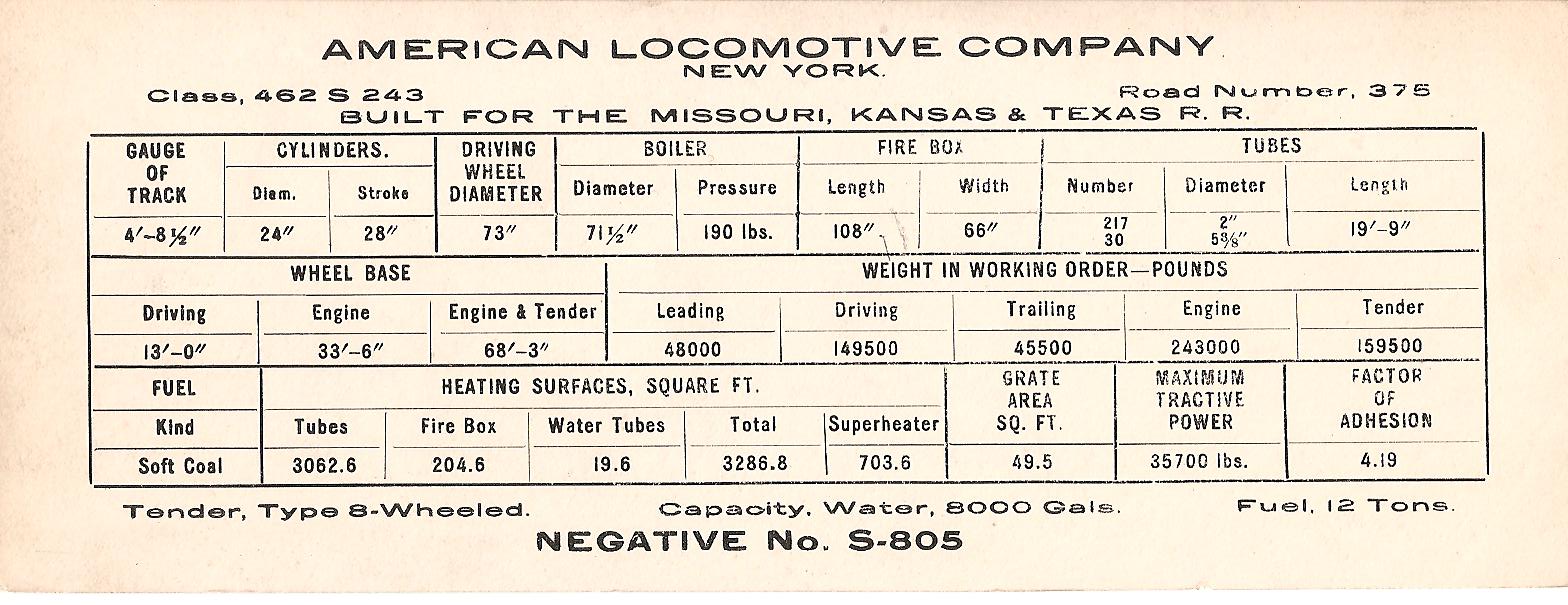 AMERICAN LOCOMOTIVE COMPANY
NEW YORK.
Class, 462 S 243 Road Number, 375
BUILT FOR THE MISSOURI, KANSAS & TEXAS R. R.
GAUGE OF TRACK CYLINDERS. DRIVING WHEEL DIAMETER BOILER FIRE BOX TUBES
Diam. Stroke Diameter Pressure Length Width Number Diameter Length
4′–8½″ 24″ 28″ 73″ 71½″ 190 lbs. 108″ 66″ 217 2″ 19′–9″
30 5⅜″
WHEEL BASE WEIGHT IN WORKING ORDER—POUNDS
Driving Engine Engine & Tender Leading Driving Trailing Engine Tender
13′–0″ 33′–6″ 68′–3″ 48000 149500 45500 243000 159500
FUEL HEATING SURFACES, SQUARE FT. GRATE AREA SQ. FT. MAXIMUM TRACTIVE POWER FACTOR OF ADHESION
Kind Tubes Fire Box Water Tubes Total Superheater
Soft Coal 3062.6 204.6 19.6 3286.8 703.6 49.5 35700 lbs. 4.19
Tender, Type 8-Wheeled. Capacity, Water, 8000 Gals. Fuel, 12 Tons.
NEGATIVE No. S-805